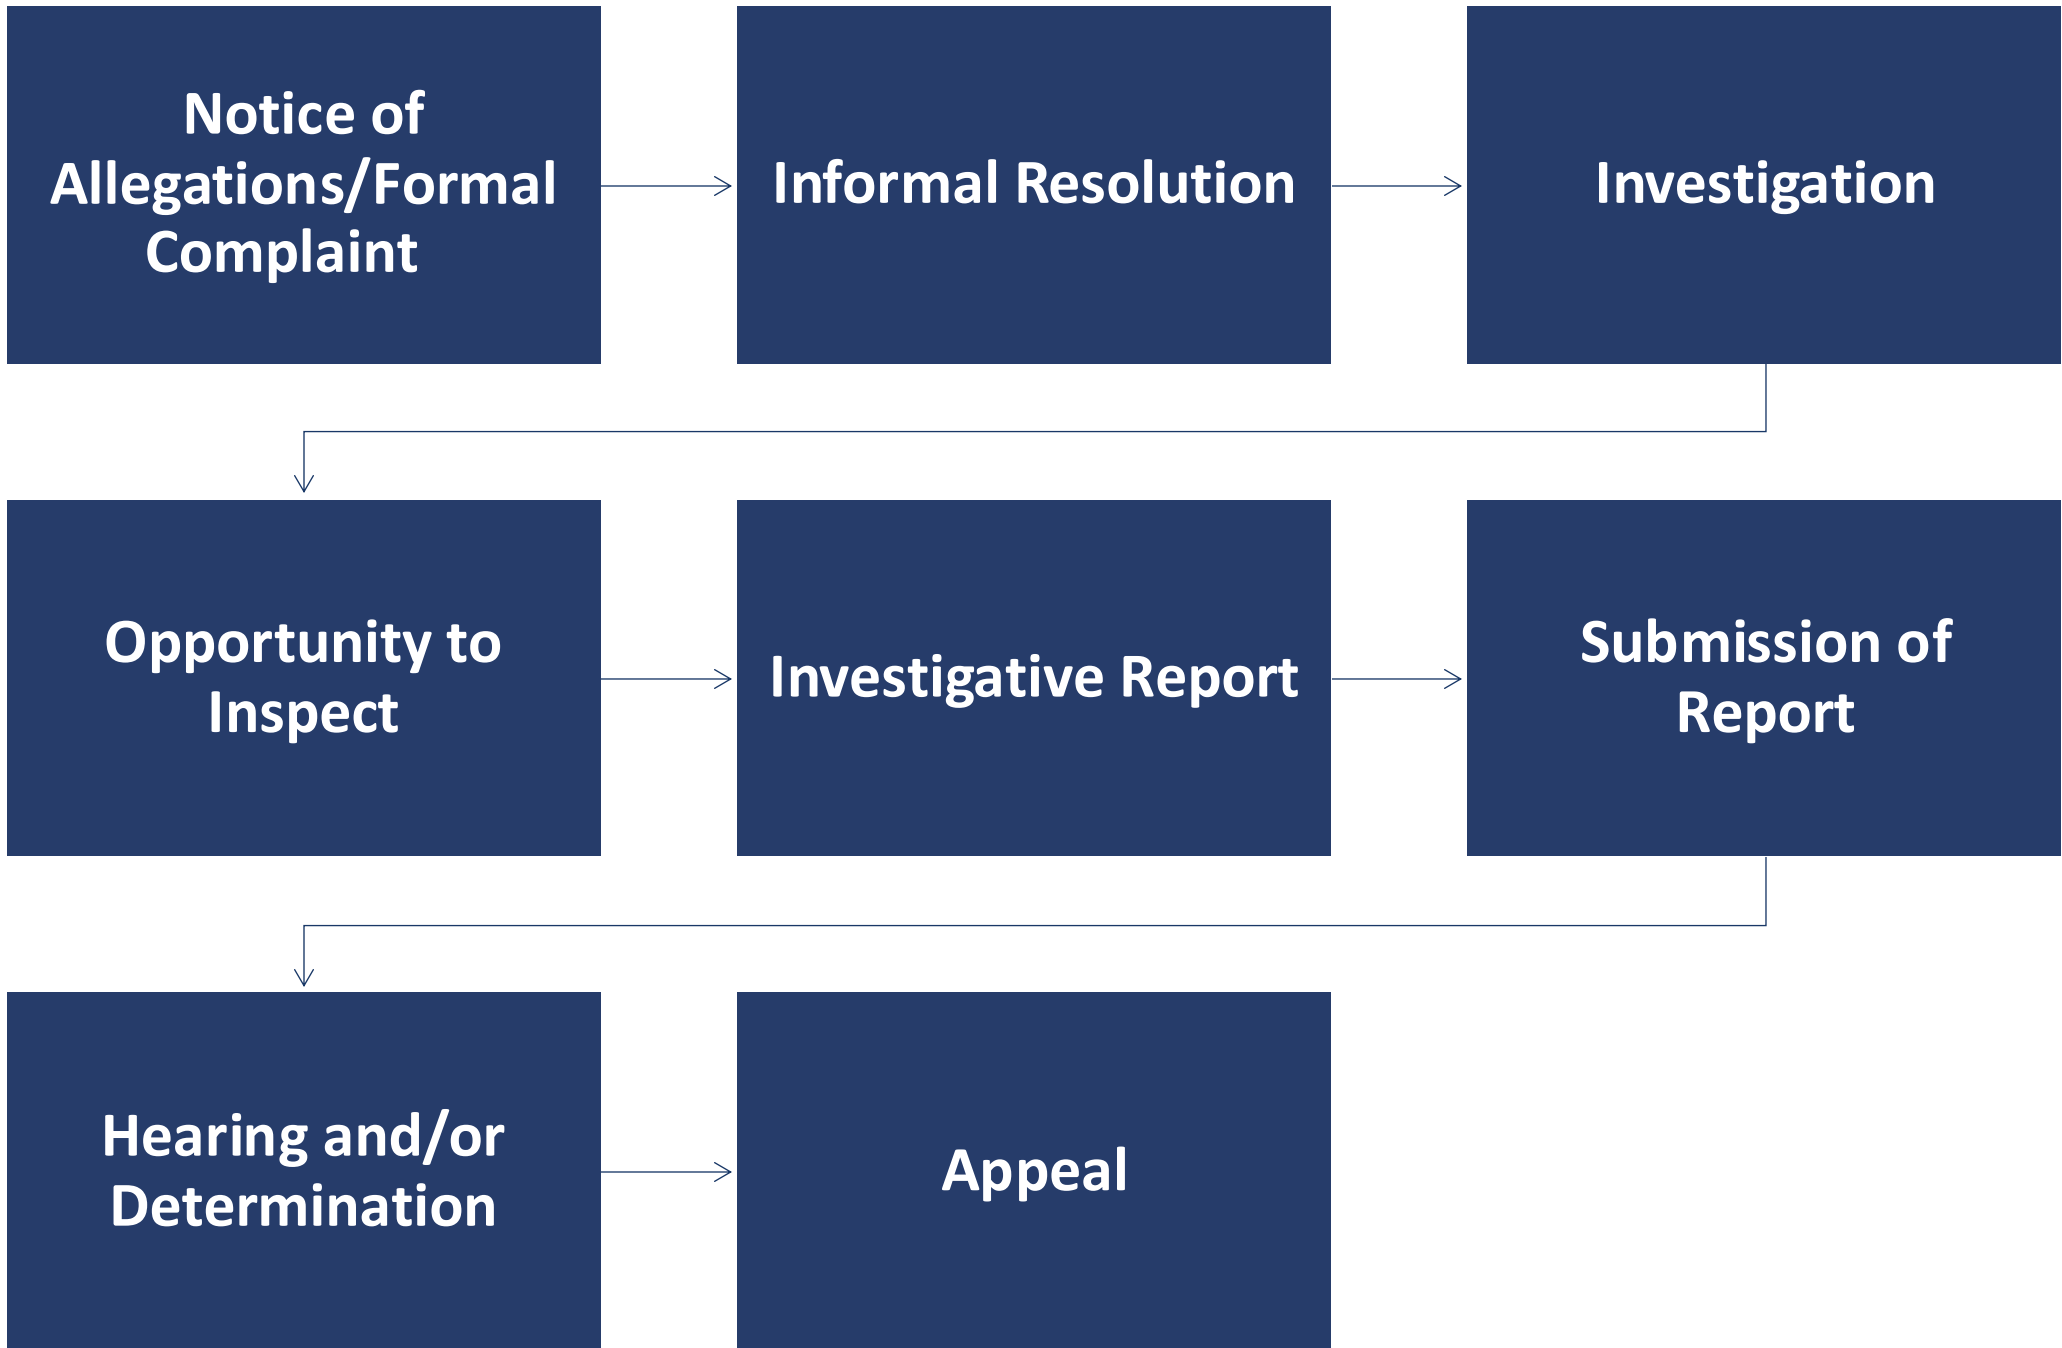 Notice of
Allegations/Formal
Complaint
Informal Resolution
Investigation
Opportunity to
Inspect
Investigative Report
Submission of
Report
Hearing and/or
Determination
Appeal